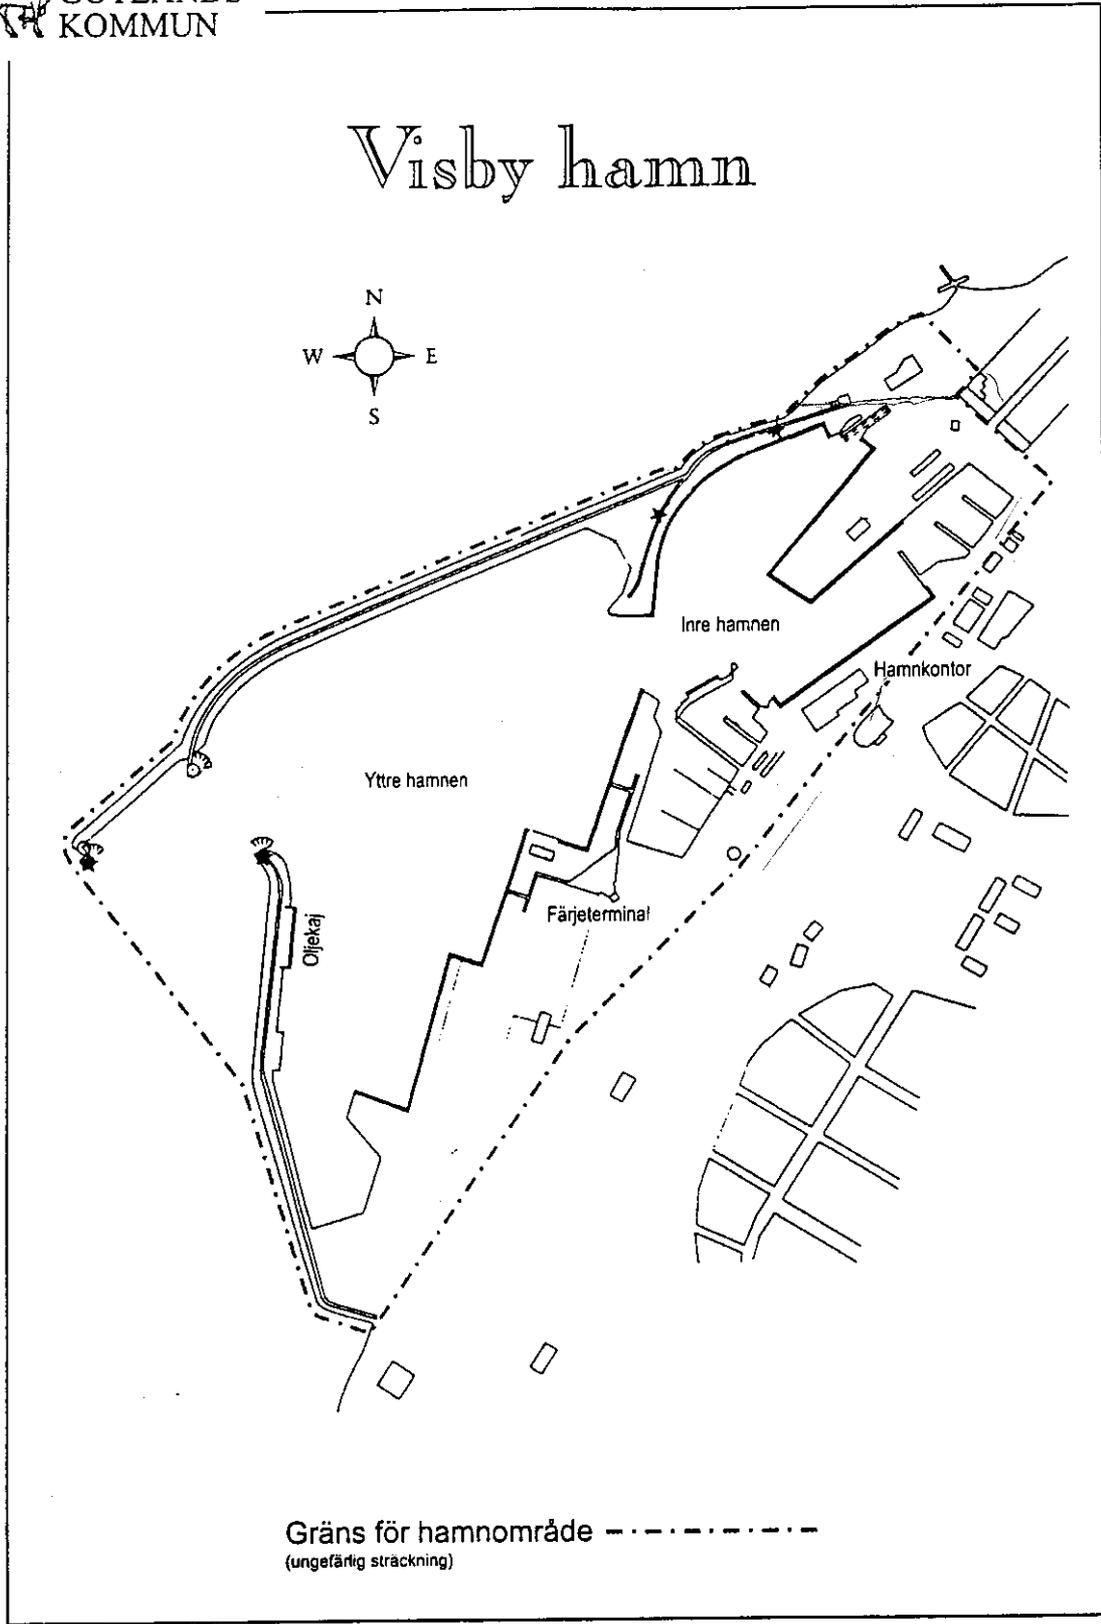 KOMMUN
Visby hamn
N
W E
S
Inre hamnen
Hamnkontor
Yttre hamnen
Oljekaj
Färjeterminal
Gräns för hamnområde
(ungefärlig sträckning)